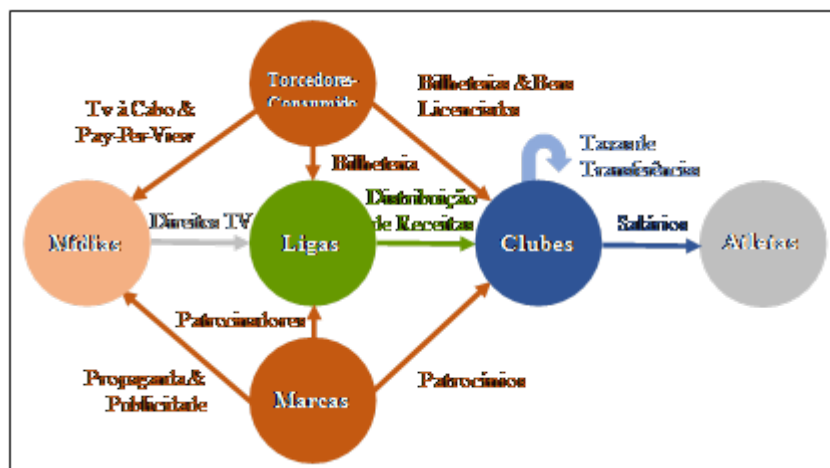 Torcedores-
Consumido
Tv à Cabo &
Pay-Per-View
Bilheterias & Bens
Licenciados
Bilheteria
Taxas de
Transferências
Mídias
Direitos TV
Ligas
Distribuição
de Receitas
Clubes
Salários
Atletas
Patrocinadores
Propaganda &
Publicidade
Marcas
Patrocínios